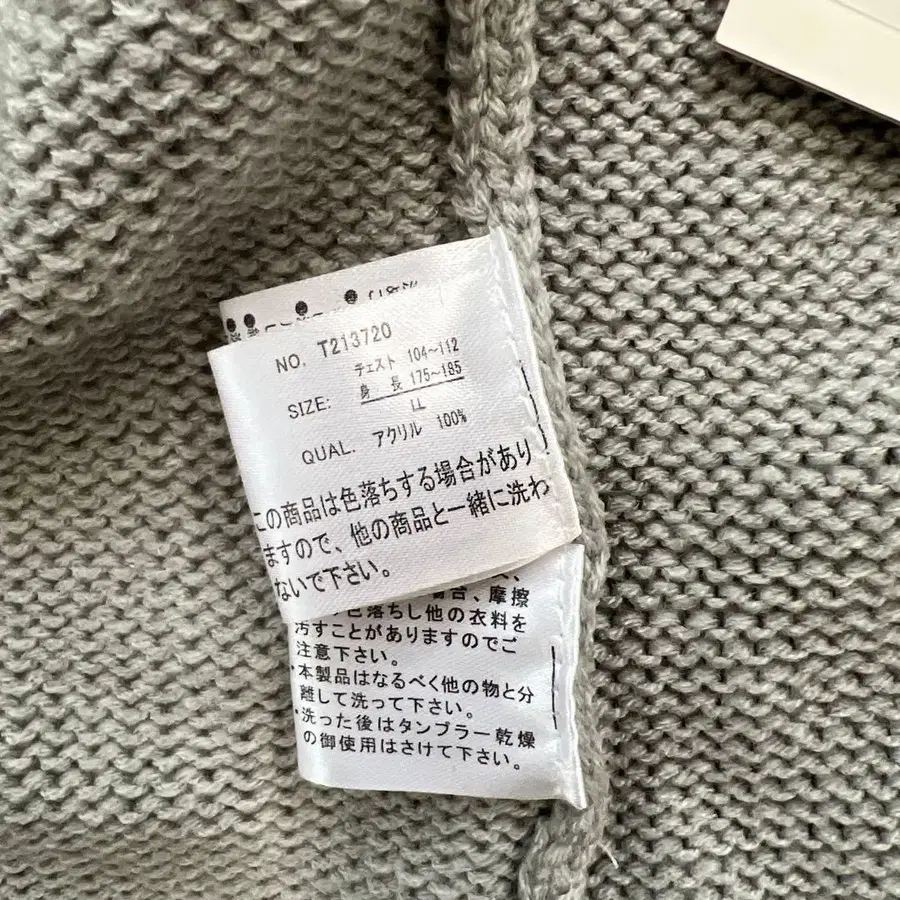 NO. T213720
チェスト 104~112
SIZE: 身 長 175~185
LL
QUAL. アクリル 100%
この商品は色落ちする場合があり
ますので、他の商品と一緒に洗わ
ないで下さい。
場合、摩擦
色落ちし他の衣料を
汚すことがありますのでご
注意下さい。
・本製品はなるべく他の物と分
離して洗って下さい。
・洗った後はタンブラー乾燥
の御使用はさけて下さい。